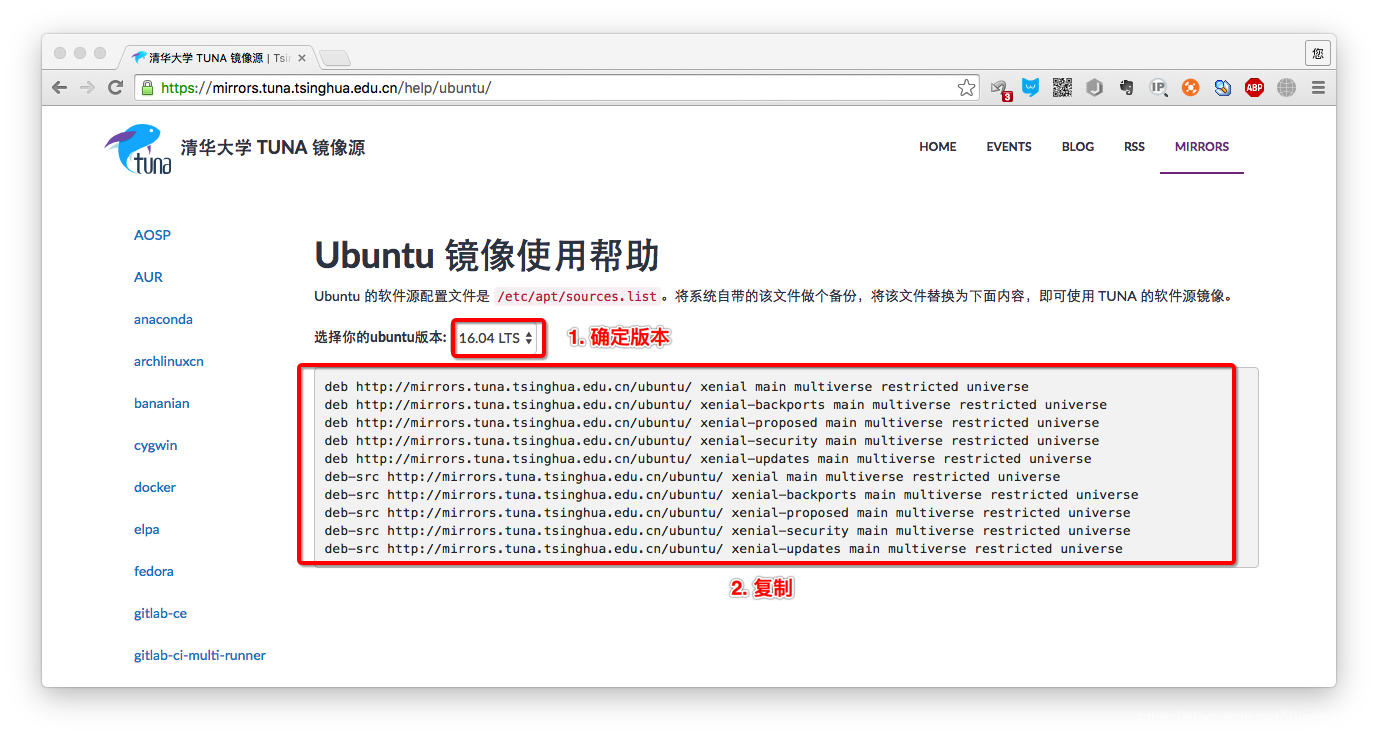 清华大学 TUNA 镜像源 | Tsi
您
https://mirrors.tuna.tsinghua.edu.cn/help/ubuntu/
3
IP
ABP
tuna
清华大学 TUNA 镜像源
HOME EVENTS BLOG RSS MIRRORS
AOSP
AUR
anaconda
archlinuxcn
bananian
cygwin
docker
elpa
fedora
gitlab-ce
gitlab-ci-multi-runner
Ubuntu 镜像使用帮助
Ubuntu 的软件源配置文件是 /etc/apt/sources.list。将系统自带的该文件做个备份，将该文件替换为下面内容，即可使用 TUNA 的软件源镜像。
选择你的ubuntu版本: 16.04 LTS 1. 确定版本
deb http://mirrors.tuna.tsinghua.edu.cn/ubuntu/ xenial main multiverse restricted universe
deb http://mirrors.tuna.tsinghua.edu.cn/ubuntu/ xenial-backports main multiverse restricted universe
deb http://mirrors.tuna.tsinghua.edu.cn/ubuntu/ xenial-proposed main multiverse restricted universe
deb http://mirrors.tuna.tsinghua.edu.cn/ubuntu/ xenial-security main multiverse restricted universe
deb http://mirrors.tuna.tsinghua.edu.cn/ubuntu/ xenial-updates main multiverse restricted universe
deb-src http://mirrors.tuna.tsinghua.edu.cn/ubuntu/ xenial main multiverse restricted universe
deb-src http://mirrors.tuna.tsinghua.edu.cn/ubuntu/ xenial-backports main multiverse restricted universe
deb-src http://mirrors.tuna.tsinghua.edu.cn/ubuntu/ xenial-proposed main multiverse restricted universe
deb-src http://mirrors.tuna.tsinghua.edu.cn/ubuntu/ xenial-security main multiverse restricted universe
deb-src http://mirrors.tuna.tsinghua.edu.cn/ubuntu/ xenial-updates main multiverse restricted universe
2. 复制